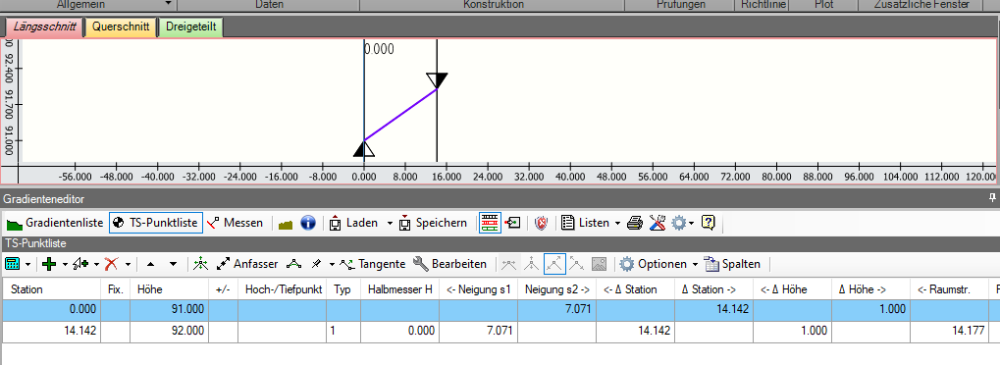 Allgemein Daten Konstruktion Prüfungen Richtlinie Plot Zusätzliche Fenster
Längsschnitt Querschnitt Dreigeteilt
0.000
92.400
91.700
91.000
-56.000 -48.000 -40.000 -32.000 -24.000 -16.000 -8.000 0.000 8.000 16.000 24.000 32.000 40.000 48.000 56.000 64.000 72.000 80.000 88.000 96.000 104.000 112.000 120.000
Gradienteneditor
Gradientenliste TS-Punktliste Messen Laden Speichern Listen
TS-Punktliste
Anfasser Tangente Bearbeiten Optionen Spalten
Station Fix. Höhe +/- Hoch-/Tiefpunkt Typ Halbmesser H <- Neigung s1 Neigung s2 -> <- Δ Station Δ Station -> <- Δ Höhe Δ Höhe -> <- Raumstr.
0.000 91.000 7.071 14.142 1.000
14.142 92.000 1 0.000 7.071 14.142 1.000 14.177